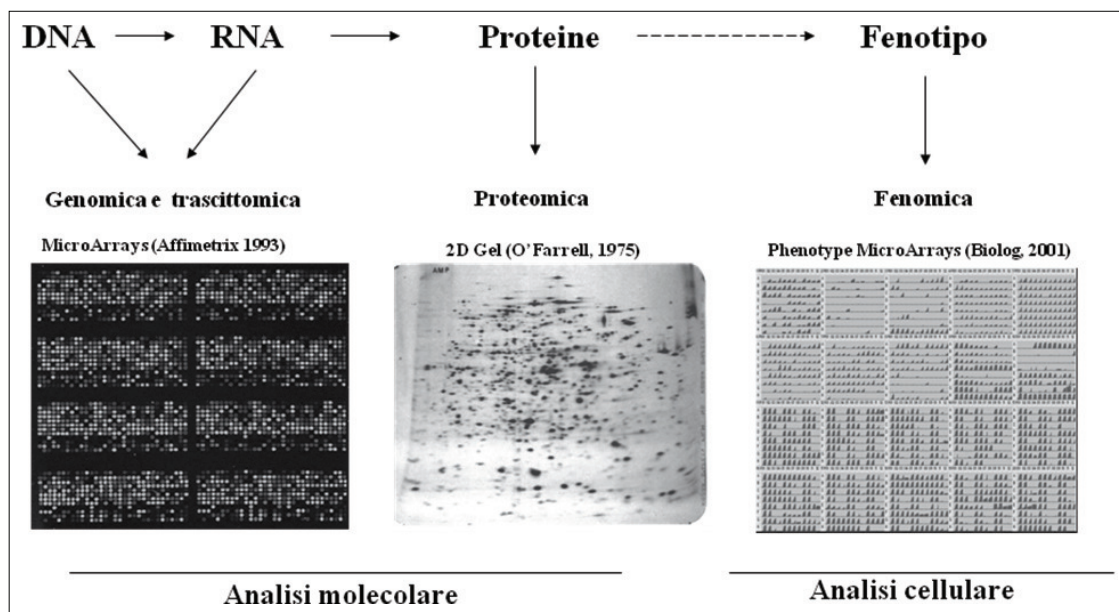 DNA RNA Proteine Fenotipo
Genomica e trascittomica Proteomica Fenomica
MicroArrays (Affimetrix 1993) 2D Gel (O'Farrell, 1975) Phenotype MicroArrays (Biolog, 2001)
AMP
Analisi molecolare Analisi cellulare